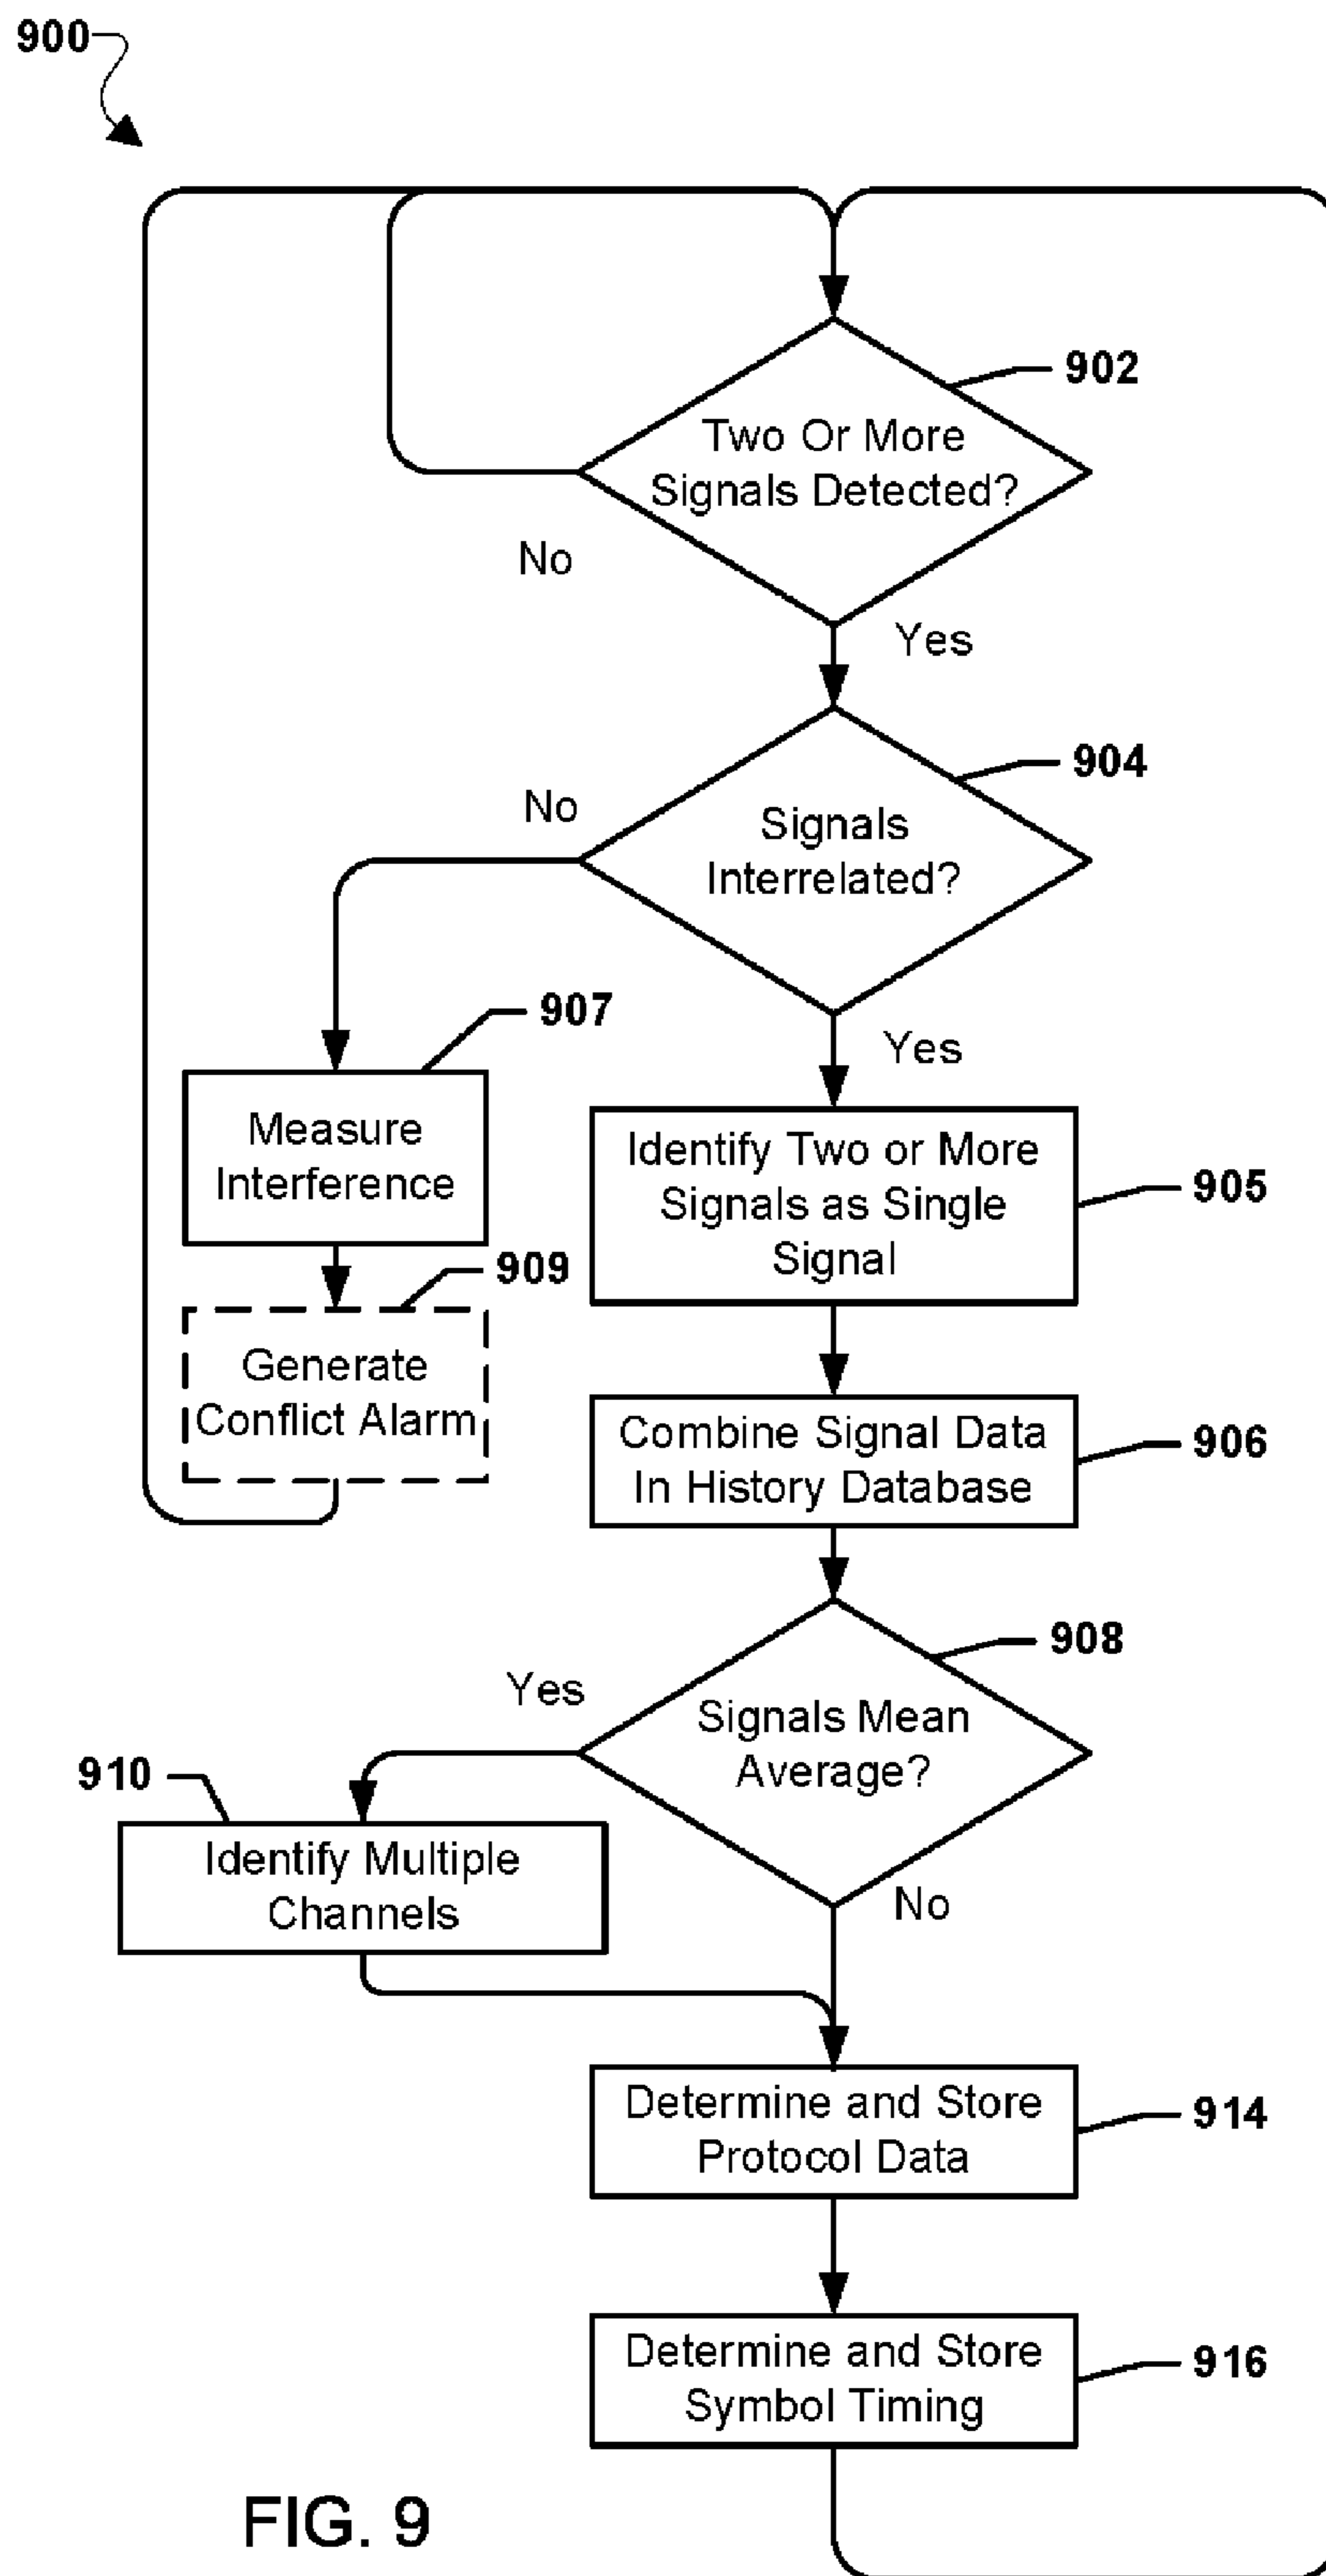 900
902
Two Or More
Signals Detected?
No
Yes
904
No
Signals
Interrelated?
Yes
907
Measure
Interference
Identify Two or More
Signals as Single
Signal
905
909
Generate
Conflict Alarm
Combine Signal Data
In History Database
906
908
Yes
Signals Mean
Average?
910
Identify Multiple
Channels
No
Determine and Store
Protocol Data
914
Determine and Store
Symbol Timing
916
FIG. 9